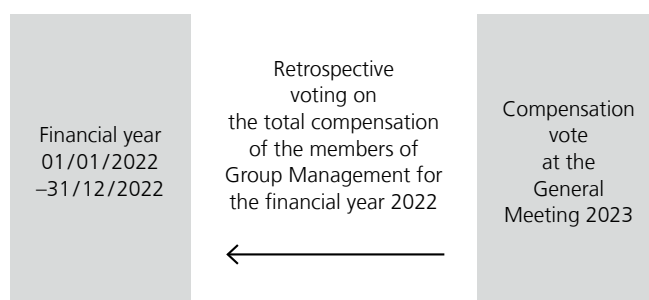 Financial year
01/01/2022
–31/12/2022
Retrospective
voting on
the total compensation
of the members of
Group Management for
the financial year 2022
Compensation
vote
at the
General
Meeting 2023